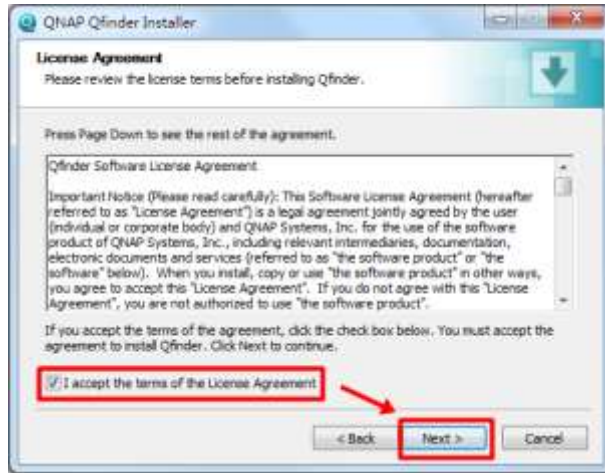 QNAP Qfinder Installer
License Agreement
Please review the license terms before installing Qfinder.
Press Page Down to see the rest of the agreement.
Qfinder Software License Agreement
Important Notice (Please read carefully): This Software License Agreement (hereafter
referred to as "License Agreement") is a legal agreement jointly agreed by the user
(individual or corporate body) and QNAP Systems, Inc. for the use of the software
product of QNAP Systems, Inc., including relevant intermediaries, documentation,
electronic documents and services (referred to as "the software product" or "the
software" below). When you install, copy or use "the software product" in other ways,
you agree to accept this "License Agreement". If you do not agree with this "License
Agreement", you are not authorized to use "the software product".
If you accept the terms of the agreement, click the check box below. You must accept the
agreement to install Qfinder. Click Next to continue.
I accept the terms of the License Agreement
< Back Next > Cancel